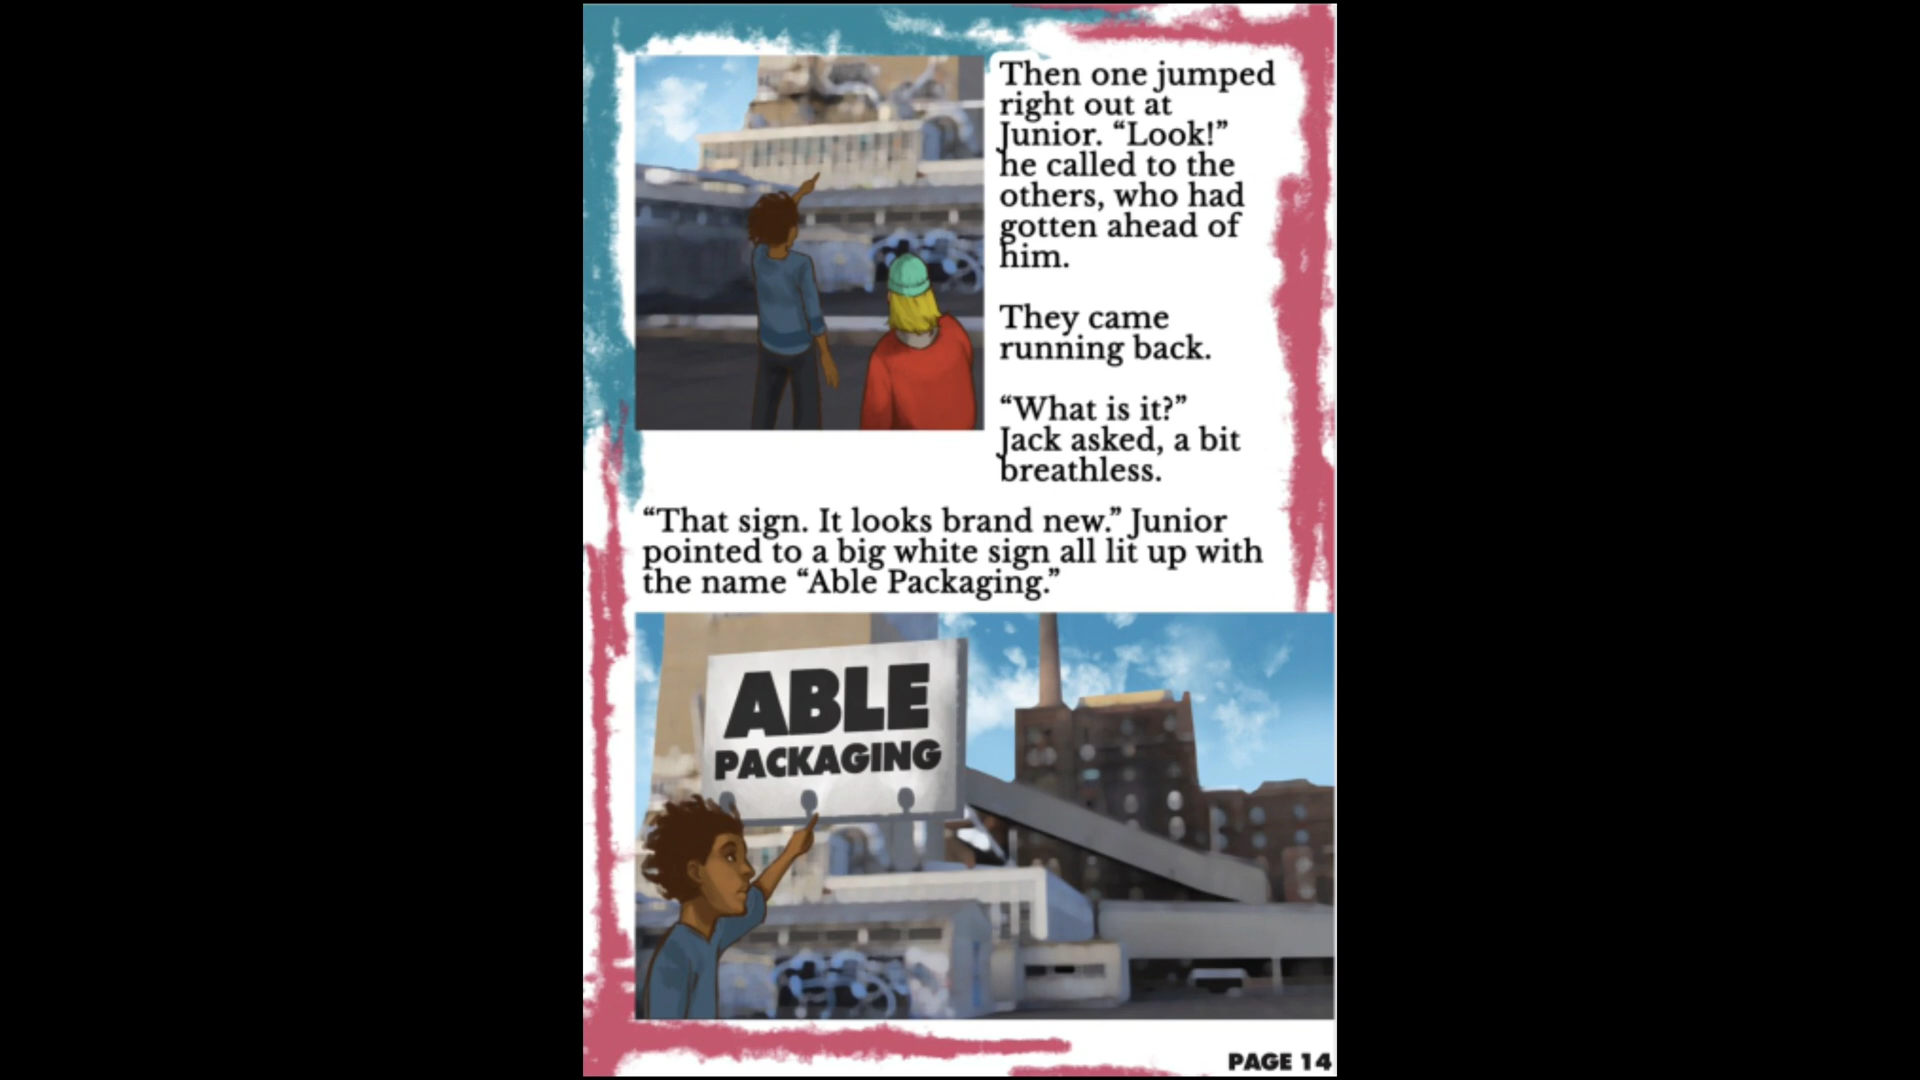 Then one jumped
right out at
Junior. “Look!”
he called to the
others, who had
gotten ahead of
him.
They came
running back.
“What is it?”
Jack asked, a bit
breathless.
“That sign. It looks brand new.” Junior
pointed to a big white sign all lit up with
the name “Able Packaging.”
ABLE
PACKAGING
PAGE 14